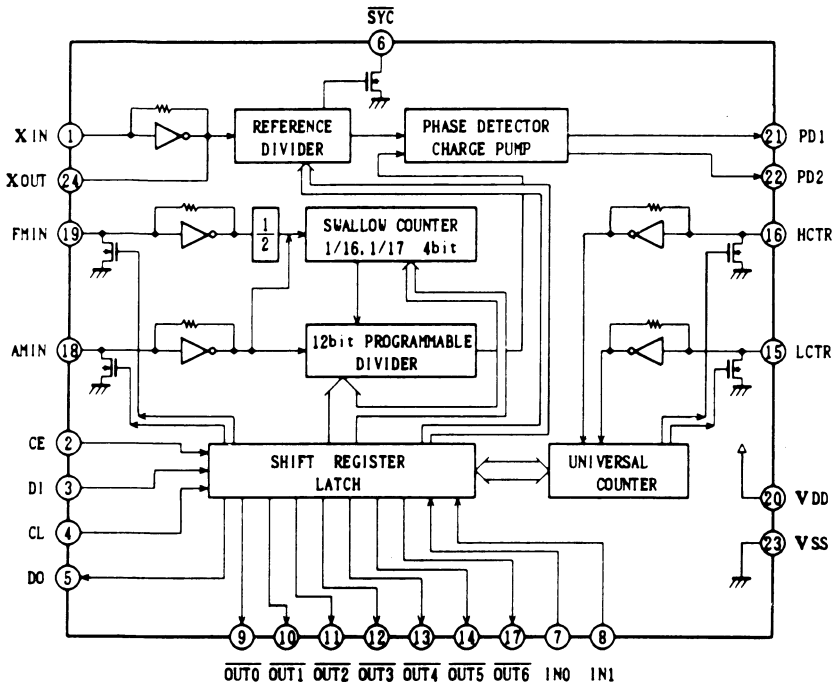 SYC
6
XIN 1
REFERENCE
DIVIDER
PHASE DETECTOR
CHARGE PUMP
21 PD1
XOUT 24
22 PD2
FMIN 19
1
2
SWALLOW COUNTER
1/16.1/17 4bit
16 HCTR
AMIN 18
12bit PROGRAMMABLE
DIVIDER
15 LCTR
CE 2
DI 3
CL 4
DO 5
SHIFT REGISTER
LATCH
UNIVERSAL
COUNTER
20 VDD
23 VSS
9 10 11 12 13 14 17 7 8
OUT0 OUT1 OUT2 OUT3 OUT4 OUT5 OUT6 IN0 IN1